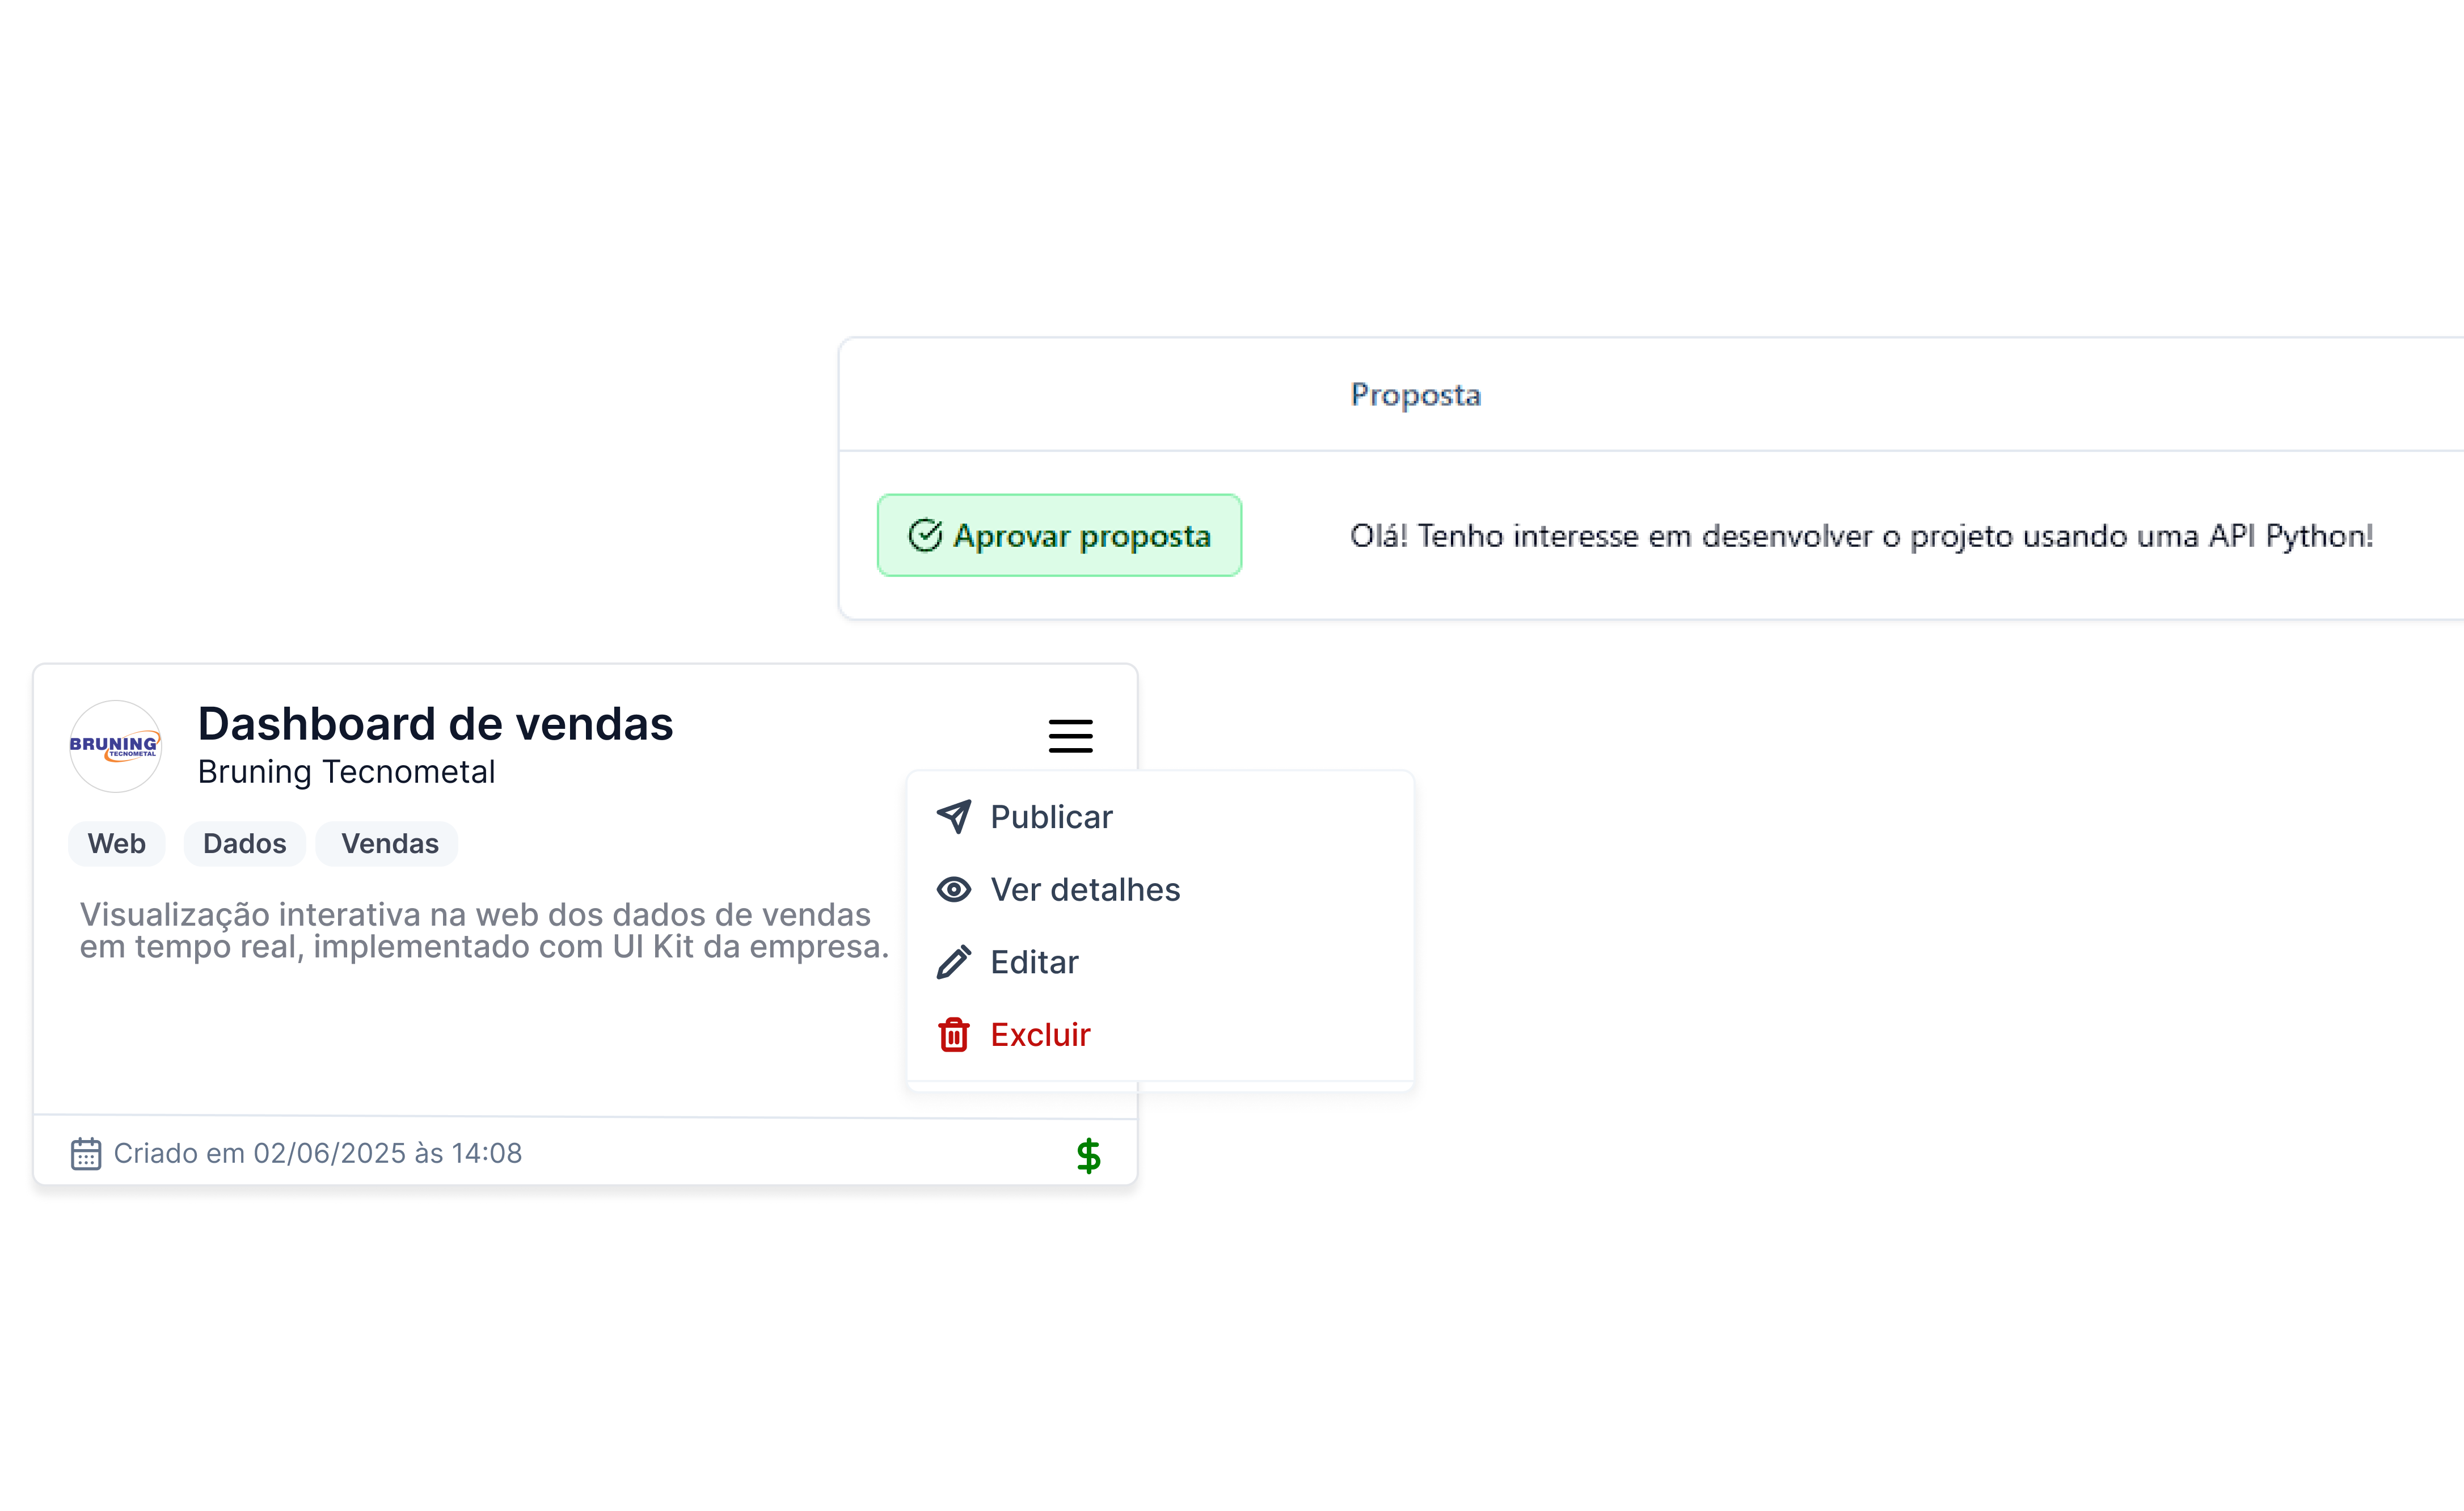 Proposta
Aprovar proposta
Olá! Tenho interesse em desenvolver o projeto usando uma API Python!
BRUNING
TECNOMETAL
Dashboard de vendas
Bruning Tecnometal
Web Dados Vendas
Visualização interativa na web dos dados de vendas
em tempo real, implementado com UI Kit da empresa.
Publicar
Ver detalhes
Editar
Excluir
Criado em 02/06/2025 às 14:08
$